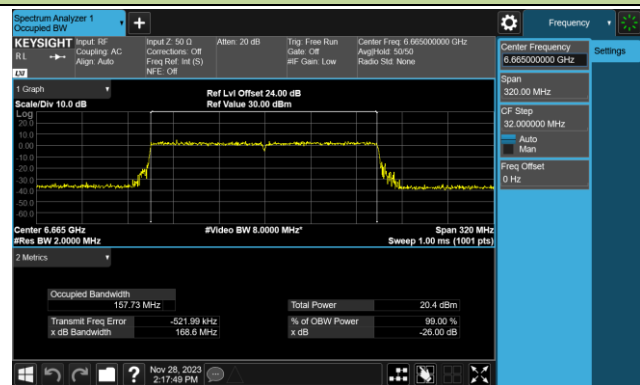 Spectrum Analyzer 1
Occupied BW
+
Frequency
KEYSIGHT
R L
LXI
Input: RF
Coupling: AC
Align: Auto
Input Z: 50 Ω
Corrections: Off
Freq Ref: Int (S)
NFE: Off
Atten: 20 dB
Trig: Free Run
Gate: Off
#IF Gain: Low
Center Freq: 6.665000000 GHz
Avg|Hold: 50/50
Radio Std: None
Center Frequency
6.665000000 GHz
Settings
Span
320.00 MHz
CF Step
32.000000 MHz
Auto
Man
Freq Offset
0 Hz
1 Graph
Scale/Div 10.0 dB
Ref Lvl Offset 24.00 dB
Ref Value 30.00 dBm
Log
20.0
10.0
0.00
-10.0
-20.0
-30.0
-40.0
-50.0
-60.0
Center 6.665 GHz
#Res BW 2.0000 MHz
#Video BW 8.0000 MHz*
Span 320 MHz
Sweep 1.00 ms (1001 pts)
2 Metrics
Occupied Bandwidth
157.73 MHz
Total Power 20.4 dBm
Transmit Freq Error -521.99 kHz
% of OBW Power 99.00 %
x dB Bandwidth 168.6 MHz
x dB -26.00 dB
?
Nov 28, 2023
2:17:49 PM